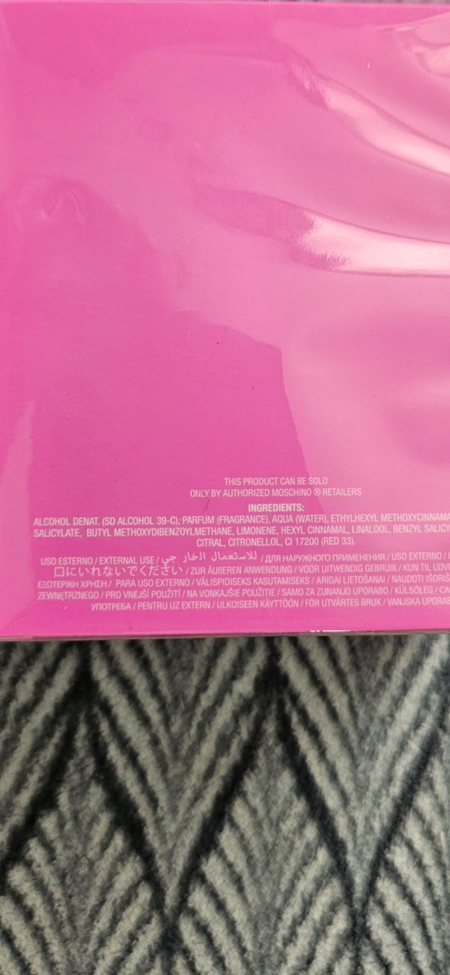 THIS PRODUCT CAN BE SOLD
ONLY BY AUTHORIZED MOSCHINO ® RETAILERS
INGREDIENTS:
ALCOHOL DENAT. (SD ALCOHOL 39-C), PARFUM (FRAGRANCE), AQUA (WATER), ETHYLHEXYL METHOXYCINNAMA
SALICYLATE, BUTYL METHOXYDIBENZOYLMETHANE, LIMONENE, HEXYL CINNAMAL, LINALOOL, BENZYL SALICY
CITRAL, CITRONELLOL, CI 17200 (RED 33).
USO ESTERNO / EXTERNAL USE / للاستعمال الخارجي / ДЛЯ НАРУЖНОГО ПРИМЕНЕНИЯ / USO EXTERNO /
口にいれないでください / ZUR ÄUßEREN ANWENDUNG / VOOR UITWENDIG GEBRUIK / KUN TIL UDV
ΕΞΩΤΕΡΙΚΗ ΧΡΗΣΗ / PARA USO EXTERNO / VÄLISPIDISEKS KASUTAMISEKS / ĀRĪGAI LIETOŠANAI / NAUDOTI IŠORIŠ
ZEWNĘTRZNEGO / PRO VNĚJŠÍ POUŽITÍ / NA VONKAJŠIE POUŽITIE / SAMO ZA ZUNANJO UPORABO / KÜLSŐLEG /
УПОТРЕБА / PENTRU UZ EXTERN / ULKOISEEN KÄYTTÖÖN / FÖR UTVÄRTES BRUK / VANJSKA UPORAB